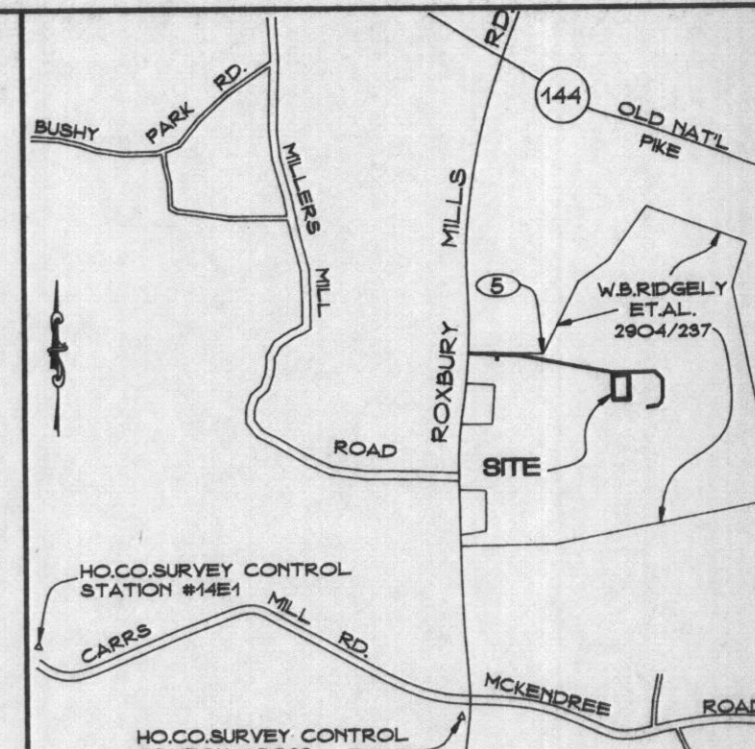 RD.
144
OLD NAT'L
PIKE
BUSHY PARK RD.
MILLERS MILL ROAD
ROXBURY MILLS
5
W.B.RIDGELY
ET.AL.
2904/237
SITE
HO.CO.SURVEY CONTROL
STATION #14E1
CARRS MILL RD.
MCKENDREE ROAD
HO.CO.SURVEY CONTROL